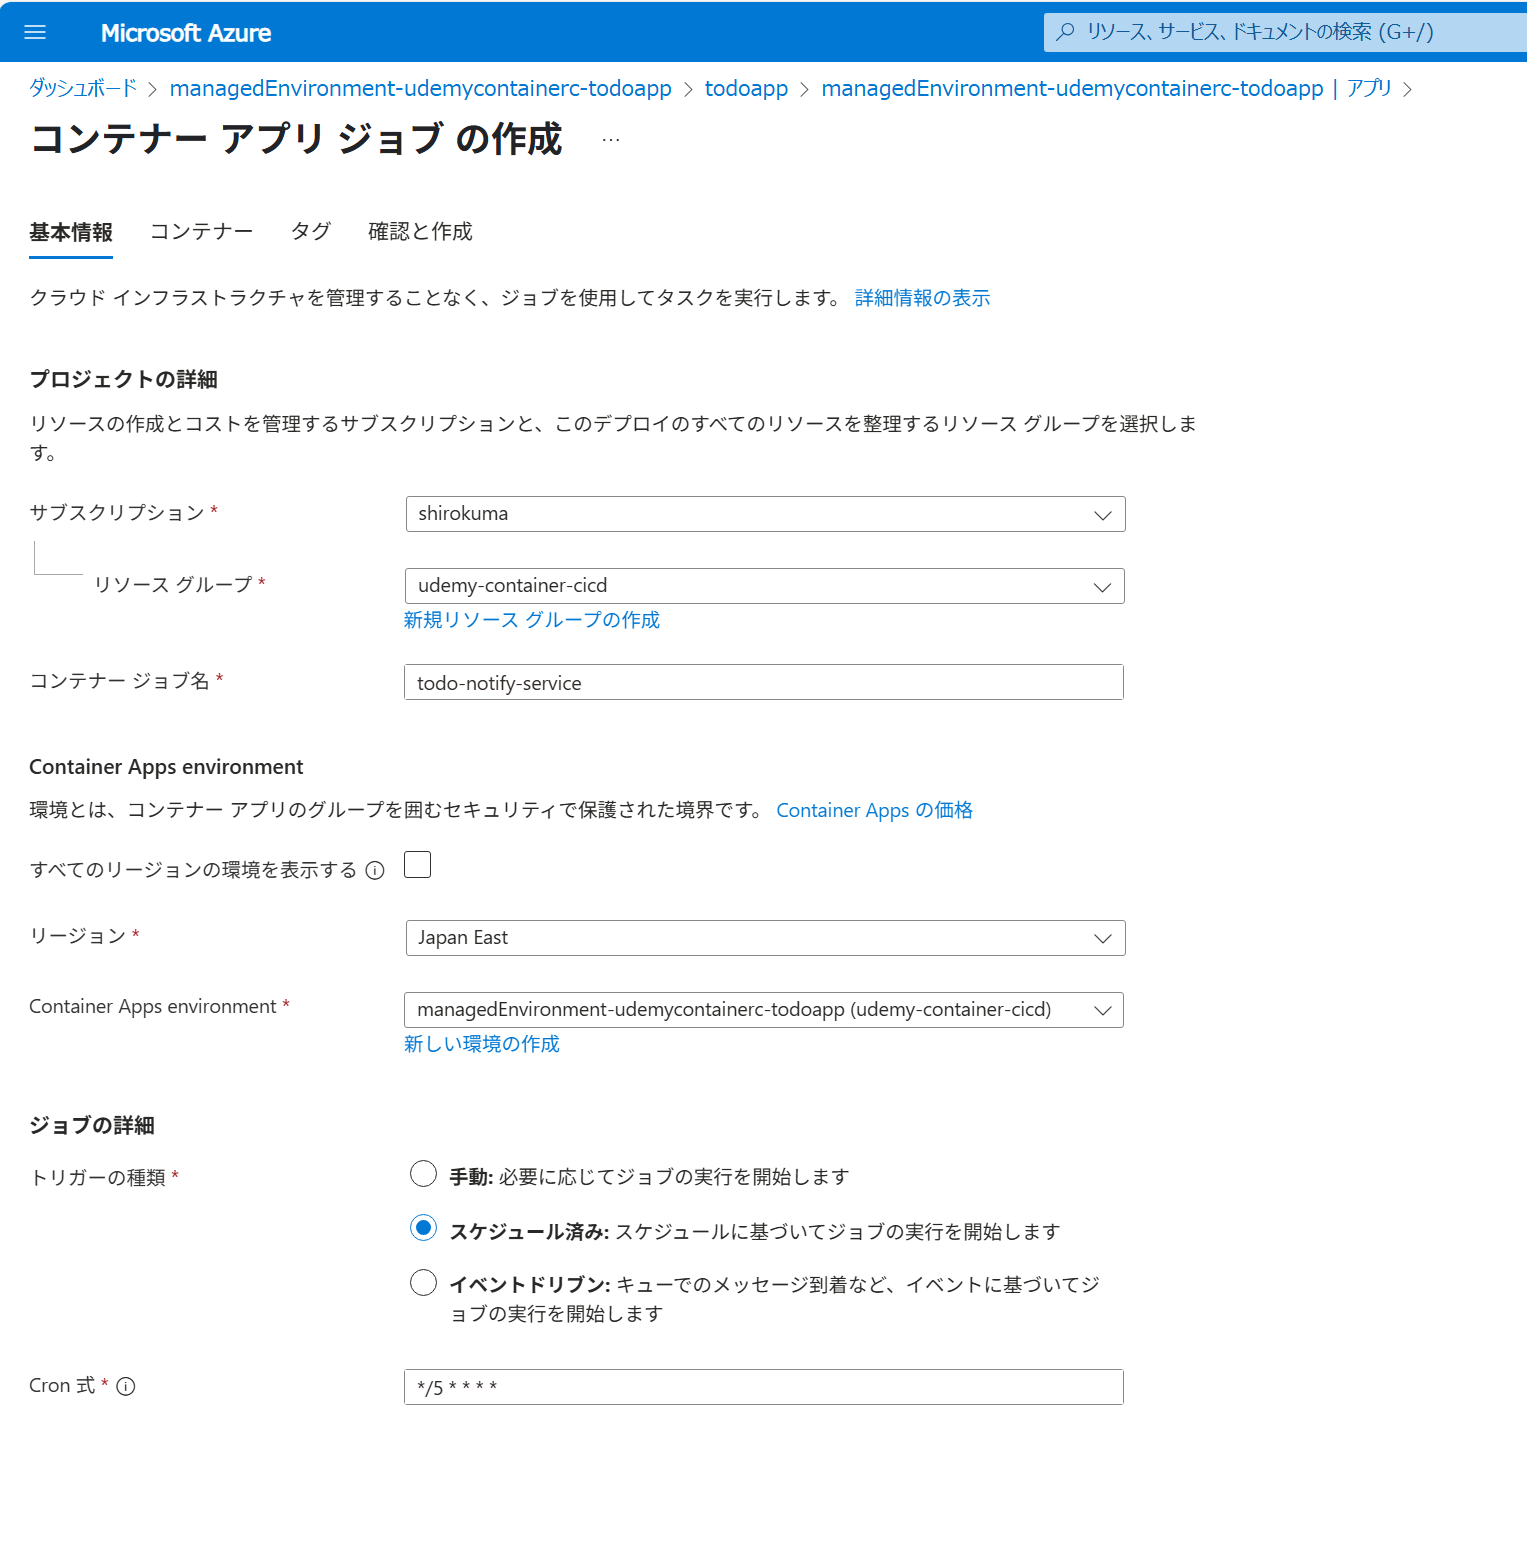 Microsoft Azure
リソース、サービス、ドキュメントの検索 (G+/)
ダッシュボード > managedEnvironment-udemycontainerc-todoapp > todoapp > managedEnvironment-udemycontainerc-todoapp | アプリ >
コンテナー アプリ ジョブ の作成 ...
基本情報 コンテナー タグ 確認と作成
クラウド インフラストラクチャを管理することなく、ジョブを使用してタスクを実行します。 詳細情報の表示
プロジェクトの詳細
リソースの作成とコストを管理するサブスクリプションと、このデプロイのすべてのリソースを整理するリソース グループを選択しま
す。
サブスクリプション * shirokuma
リソース グループ * udemy-container-cicd
新規リソース グループの作成
コンテナー ジョブ名 * todo-notify-service
Container Apps environment
環境とは、コンテナー アプリのグループを囲むセキュリティで保護された境界です。 Container Apps の価格
すべてのリージョンの環境を表示する
リージョン * Japan East
Container Apps environment * managedEnvironment-udemycontainerc-todoapp (udemy-container-cicd)
新しい環境の作成
ジョブの詳細
トリガーの種類 * 手動: 必要に応じてジョブの実行を開始します
スケジュール済み: スケジュールに基づいてジョブの実行を開始します
イベントドリブン: キューでのメッセージ到着など、イベントに基づいてジ
ョブの実行を開始します
Cron 式 * */5 * * * *